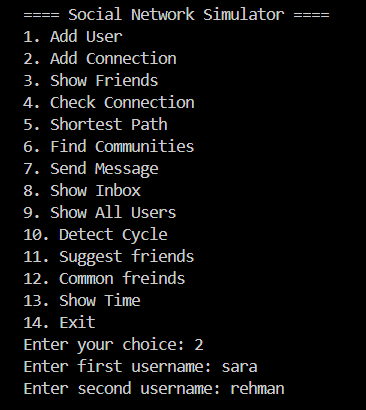 ==== Social Network Simulator ====
1. Add User
2. Add Connection
3. Show Friends
4. Check Connection
5. Shortest Path
6. Find Communities
7. Send Message
8. Show Inbox
9. Show All Users
10. Detect Cycle
11. Suggest friends
12. Common freinds
13. Show Time
14. Exit
Enter your choice: 2
Enter first username: sara
Enter second username: rehman